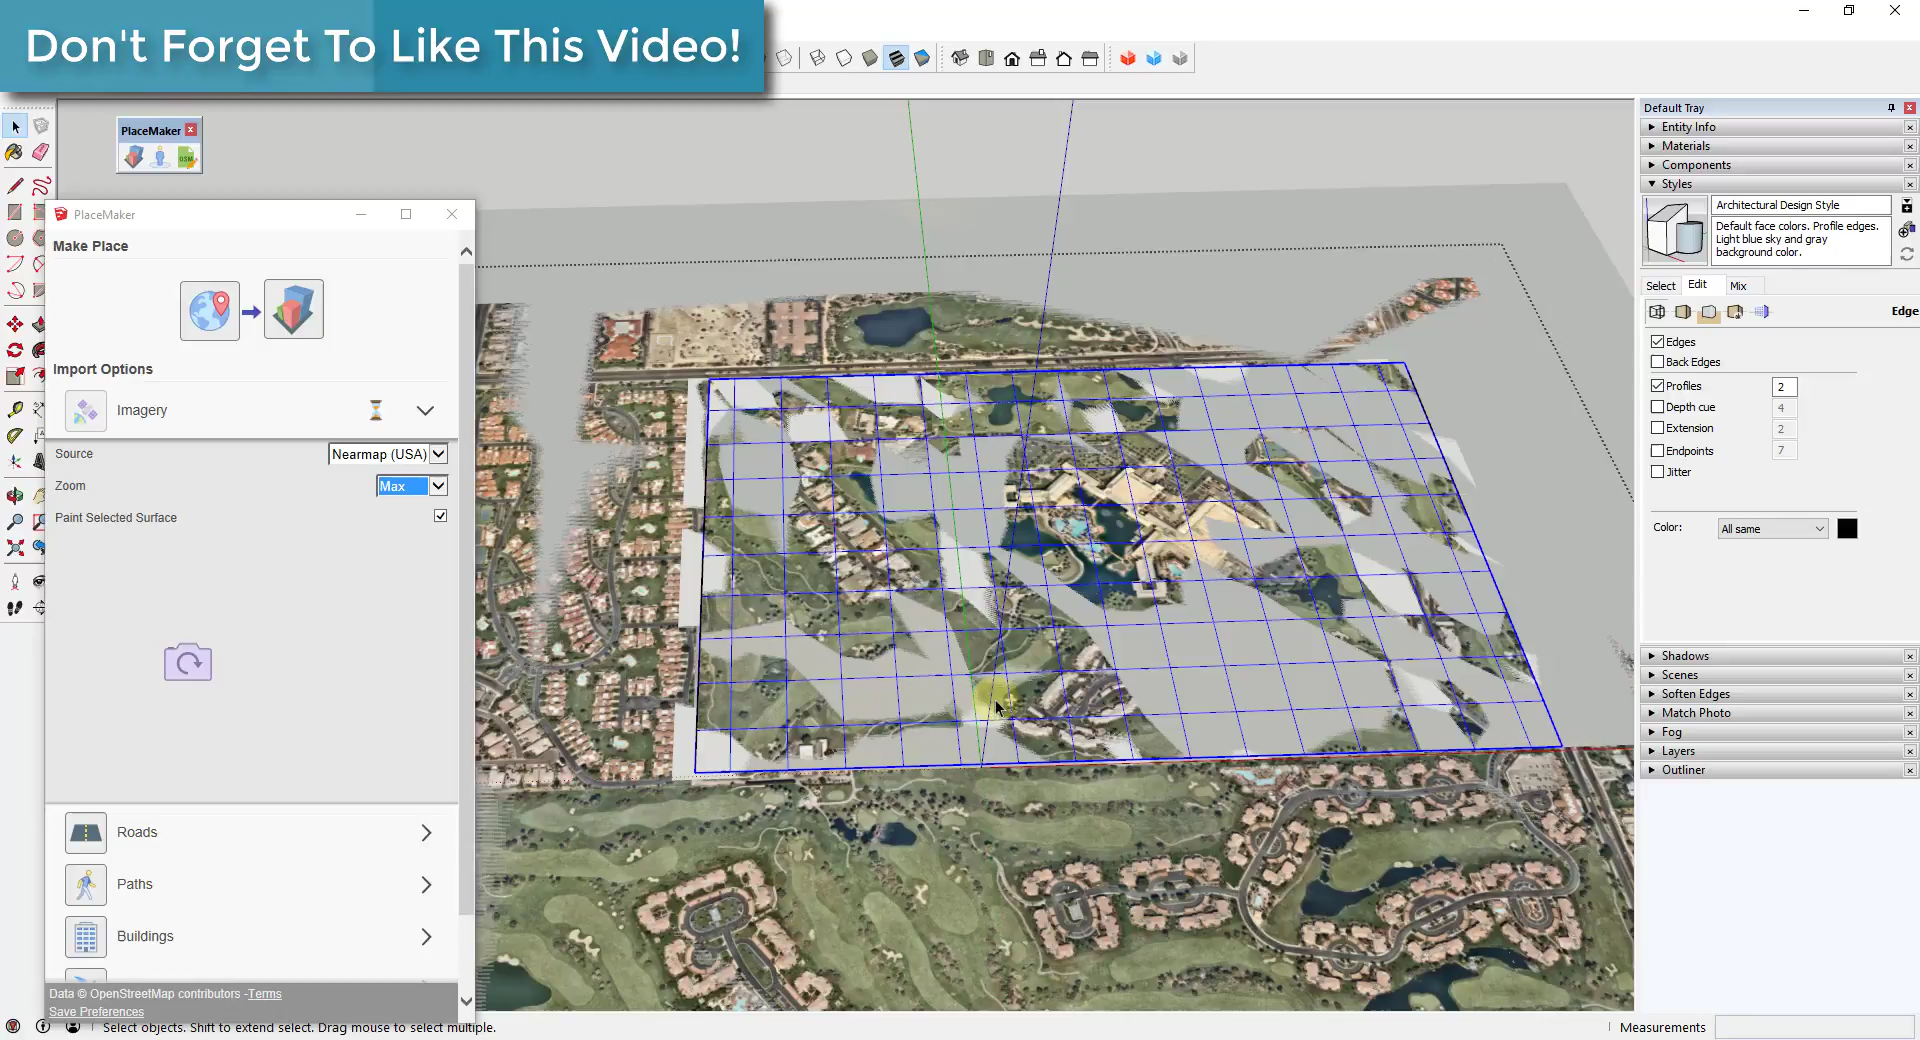 Don't Forget To Like This Video!
PlaceMaker
OSM
PlaceMaker
Make Place
Import Options
Imagery
Source
Nearmap (USA)
Zoom
Max
Paint Selected Surface
Roads
Paths
Buildings
Data © OpenStreetMap contributors -Terms
Save Preferences
Select objects. Shift to extend select. Drag mouse to select multiple.
Measurements
Default Tray
Entity Info
Materials
Components
Styles
Architectural Design Style
Default face colors. Profile edges.
Light blue sky and gray
background color.
Select Edit Mix
Edge
Edges
Back Edges
Profiles 2
Depth cue 4
Extension 2
Endpoints 7
Jitter
Color: All same
Shadows
Scenes
Soften Edges
Match Photo
Fog
Layers
Outliner